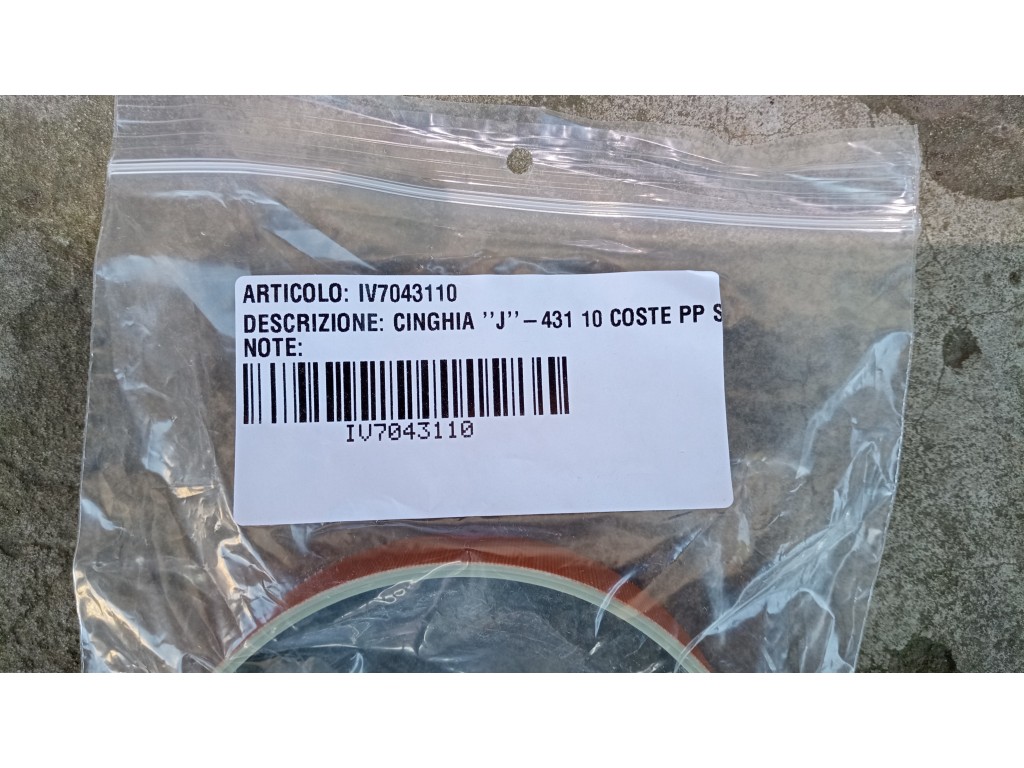 ARTICOLO: IV7043110
DESCRIZIONE: CINGHIA ''J''-431 10 COSTE PP S
NOTE:
IV7043110